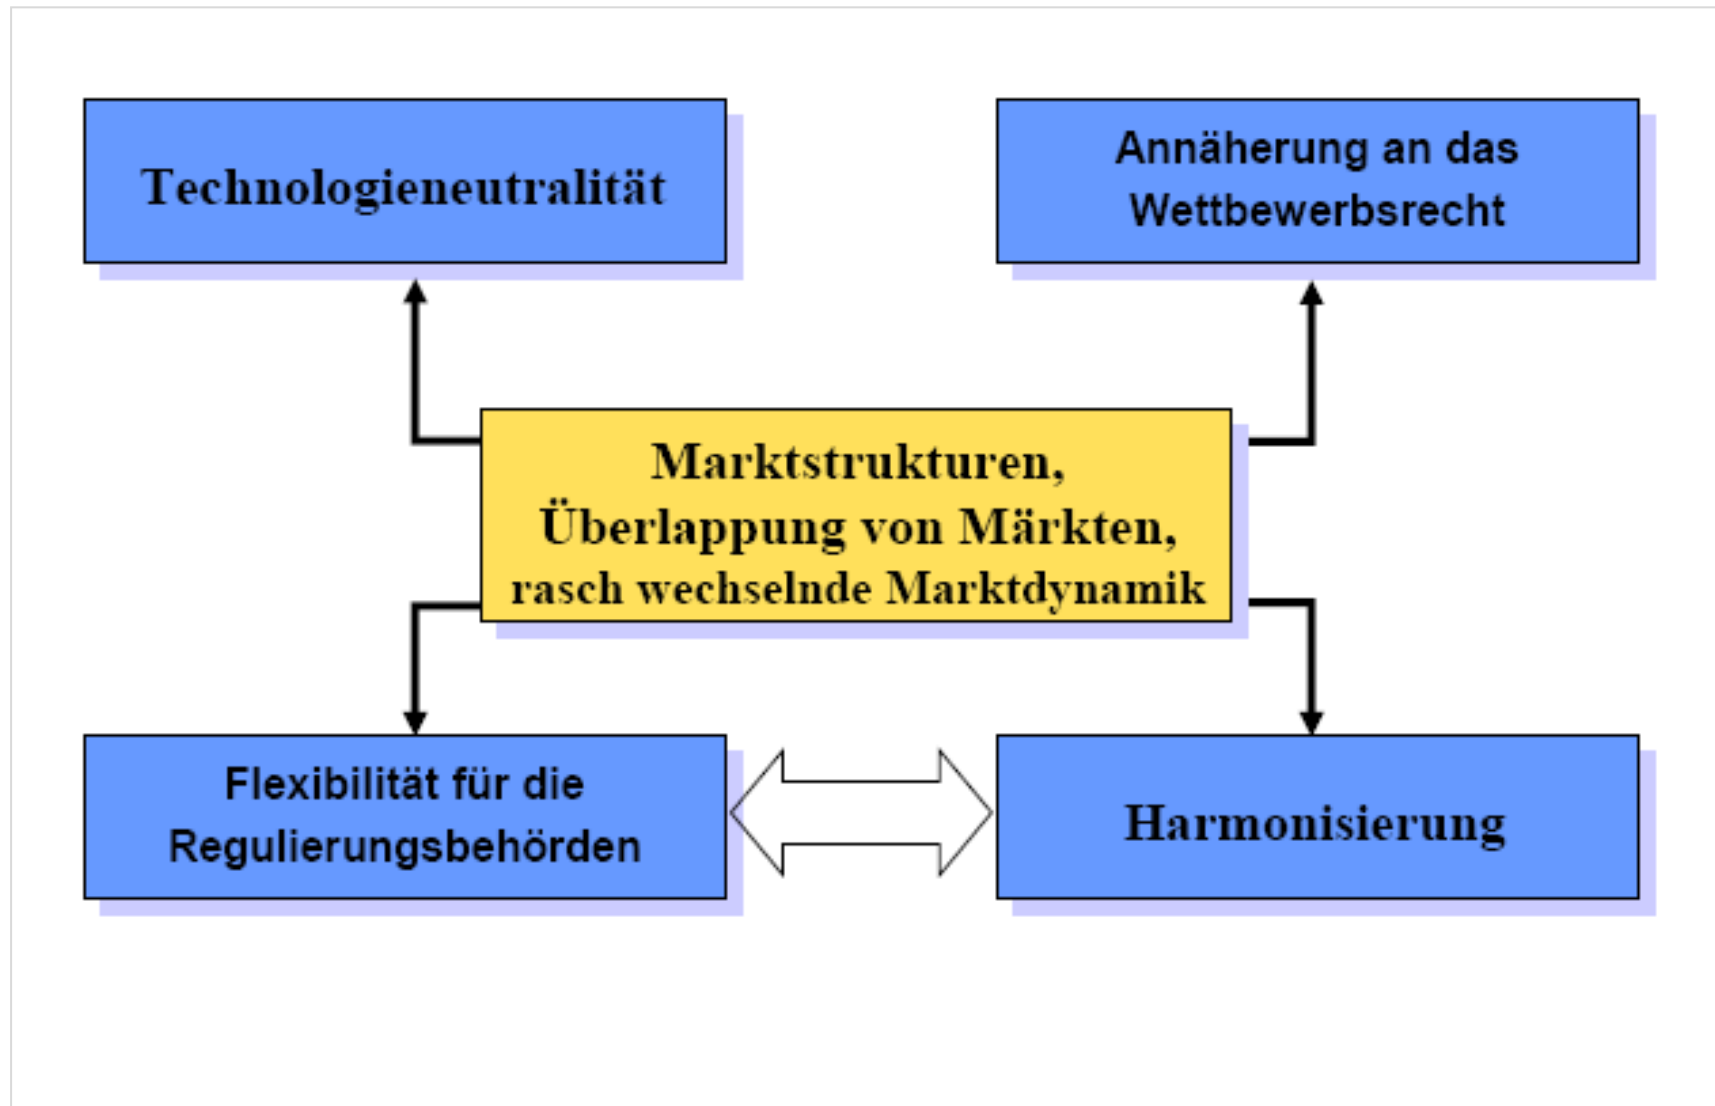 Technologieneutralität
Annäherung an das
Wettbewerbsrecht
Marktstrukturen,
Überlappung von Märkten,
rasch wechselnde Marktdynamik
Flexibilität für die
Regulierungsbehörden
Harmonisierung